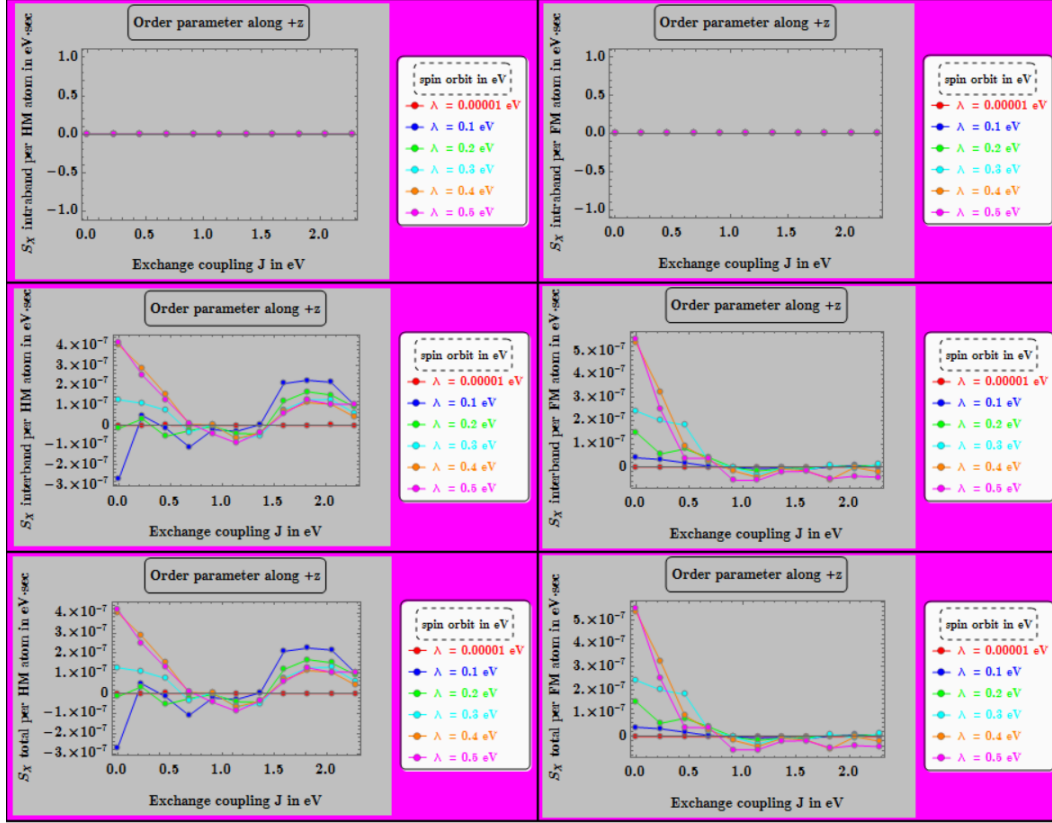 Order parameter along +z
S_X intraband per HM atom in eV·sec
1.0
0.5
0.0
-0.5
-1.0
0.0 0.5 1.0 1.5 2.0
Exchange coupling J in eV
spin orbit in eV
λ = 0.00001 eV
λ = 0.1 eV
λ = 0.2 eV
λ = 0.3 eV
λ = 0.4 eV
λ = 0.5 eV
Order parameter along +z
S_X intraband per FM atom in eV·sec
1.0
0.5
0.0
-0.5
-1.0
0.0 0.5 1.0 1.5 2.0
Exchange coupling J in eV
spin orbit in eV
λ = 0.00001 eV
λ = 0.1 eV
λ = 0.2 eV
λ = 0.3 eV
λ = 0.4 eV
λ = 0.5 eV
Order parameter along +z
S_X interband per HM atom in eV·sec
4.×10⁻⁷
3.×10⁻⁷
2.×10⁻⁷
1.×10⁻⁷
0
-1.×10⁻⁷
-2.×10⁻⁷
-3.×10⁻⁷
0.0 0.5 1.0 1.5 2.0
Exchange coupling J in eV
spin orbit in eV
λ = 0.00001 eV
λ = 0.1 eV
λ = 0.2 eV
λ = 0.3 eV
λ = 0.4 eV
λ = 0.5 eV
Order parameter along +z
S_X interband per FM atom in eV·sec
5.×10⁻⁷
4.×10⁻⁷
3.×10⁻⁷
2.×10⁻⁷
1.×10⁻⁷
0
0.0 0.5 1.0 1.5 2.0
Exchange coupling J in eV
spin orbit in eV
λ = 0.00001 eV
λ = 0.1 eV
λ = 0.2 eV
λ = 0.3 eV
λ = 0.4 eV
λ = 0.5 eV
Order parameter along +z
S_X total per HM atom in eV·sec
4.×10⁻⁷
3.×10⁻⁷
2.×10⁻⁷
1.×10⁻⁷
0
-1.×10⁻⁷
-2.×10⁻⁷
-3.×10⁻⁷
0.0 0.5 1.0 1.5 2.0
Exchange coupling J in eV
spin orbit in eV
λ = 0.00001 eV
λ = 0.1 eV
λ = 0.2 eV
λ = 0.3 eV
λ = 0.4 eV
λ = 0.5 eV
Order parameter along +z
S_X total per FM atom in eV·sec
5.×10⁻⁷
4.×10⁻⁷
3.×10⁻⁷
2.×10⁻⁷
1.×10⁻⁷
0
0.0 0.5 1.0 1.5 2.0
Exchange coupling J in eV
spin orbit in eV
λ = 0.00001 eV
λ = 0.1 eV
λ = 0.2 eV
λ = 0.3 eV
λ = 0.4 eV
λ = 0.5 eV